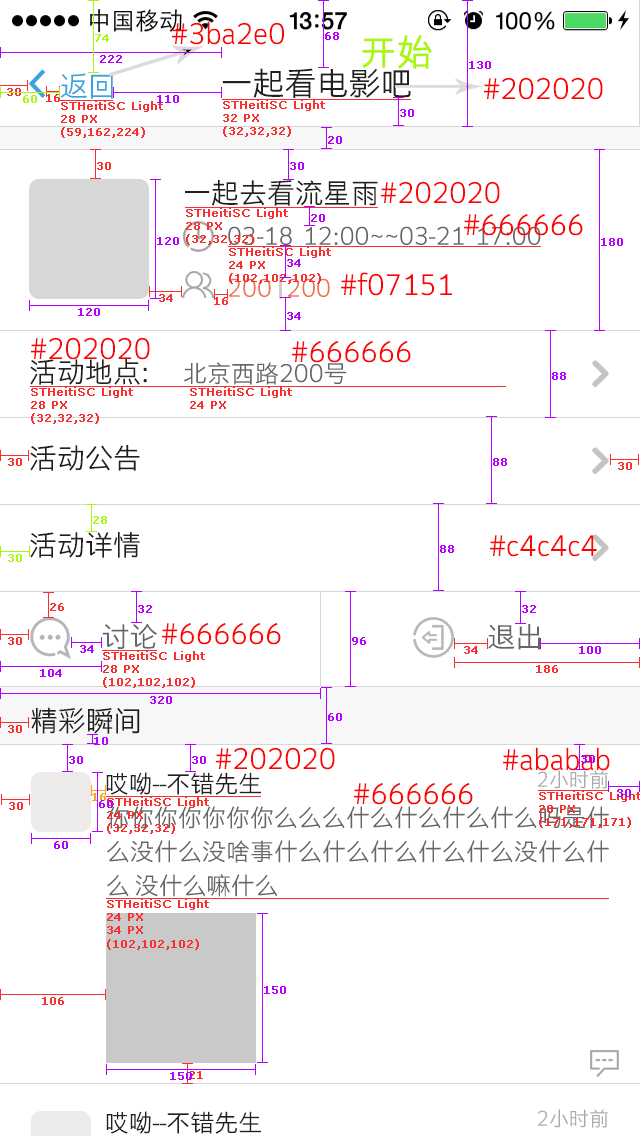 中国移动 13:57 100%
74
#3ba2e0
68
开始
222
130
返回
一起看电影吧
#202020
30 60 16 110
STHeitiSC Light
28 PX
(59,162,224)
STHeitiSC Light
32 PX
(32,32,32)
30
20
30
30
一起去看流星雨 #202020
STHeitiSC Light
28 PX
(32,32,32)
20
#666666
03-18 12:00~~03-21 17:00
120
180
STHeitiSC Light
24 PX
(102,102,102)
34
200 200 #f07151
34 16
120
34
#202020 #666666
活动地点: 北京西路200号
88
STHeitiSC Light
28 PX
(32,32,32)
STHeitiSC Light
24 PX
30 活动公告 88 30
28
30 活动详情 88 #c4c4c4
26 32 32
30 讨论 #666666 退出
34 96 34 100
STHeitiSC Light
28 PX
(102,102,102)
104 186
320
30 精彩瞬间 60
10
30 30 #202020 #ababab 30
哎呦--不错先生 2小时前
30 16 60 #666666 30
STHeitiSC Light
24 PX
(32,32,32)
STHeitiSC Light
20 PX
(171,171,171)
60
么没什么没啥事什么什么什么什么没什么什
么 没什么嘛什么
STHeitiSC Light
24 PX
34 PX
(102,102,102)
150
106
150 21
哎呦--不错先生 2小时前